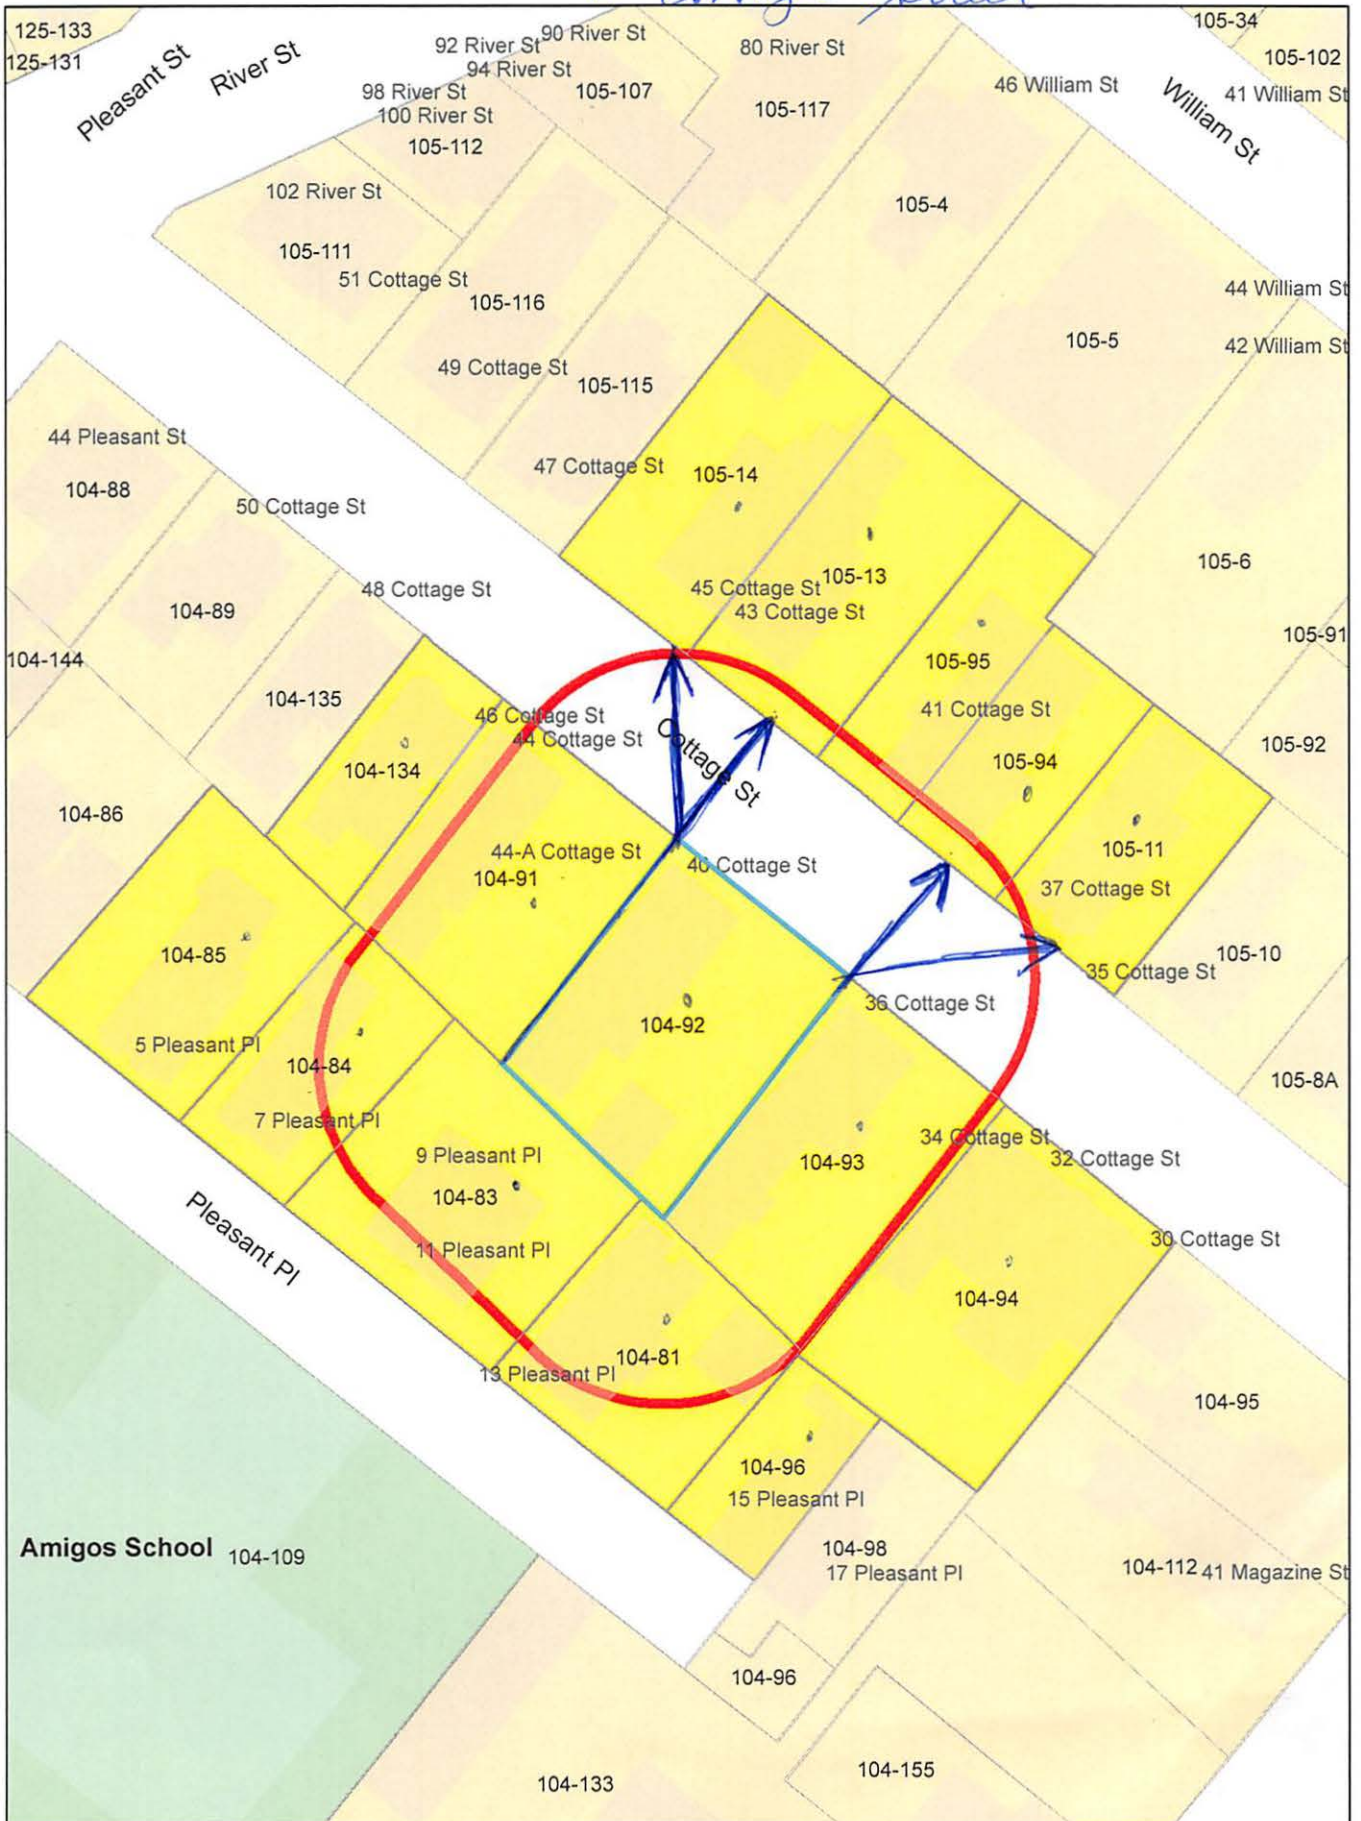 125-133
125-131
Pleasant St
River St
92 River St
90 River St
94 River St
98 River St
100 River St
105-107
105-112
80 River St
105-117
46 William St
105-34
105-102
41 William St
William St
102 River St
105-111
51 Cottage St
105-116
105-4
49 Cottage St
105-115
44 William St
105-5
42 William St
44 Pleasant St
104-88
47 Cottage St
105-14
50 Cottage St
48 Cottage St
45 Cottage St
105-13
43 Cottage St
105-6
104-89
104-144
105-91
105-95
104-135
46 Cottage St
44 Cottage St
41 Cottage St
Cottage St
105-92
104-134
105-94
104-86
44-A Cottage St
104-91
40 Cottage St
105-11
37 Cottage St
104-85
105-10
35 Cottage St
36 Cottage St
104-92
5 Pleasant Pl
104-84
105-8A
7 Pleasant Pl
9 Pleasant Pl
104-83
104-93
34 Cottage St
32 Cottage St
Pleasant Pl
11 Pleasant Pl
30 Cottage St
104-94
104-81
13 Pleasant Pl
104-95
104-96
15 Pleasant Pl
Amigos School
104-109
104-98
17 Pleasant Pl
104-112
41 Magazine St
104-96
104-133
104-155